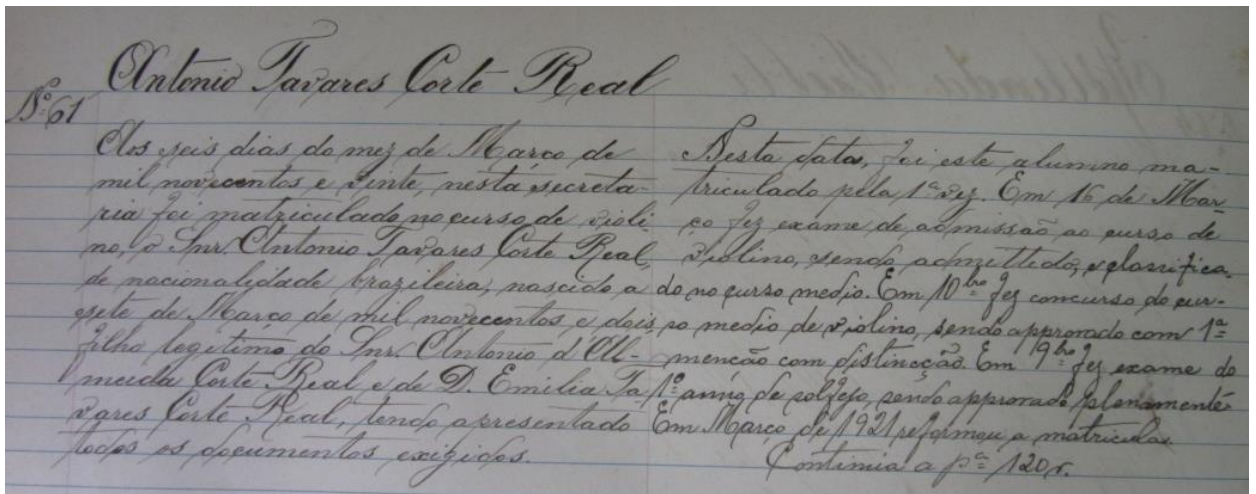 Antonio Tavares Corte Real
Nº 61
Aos seis dias do mez de Março de
mil novecentos e vinte, nesta secreta-
ria foi matriculado no curso de violi-
no, o Snr. Antonio Tavares Corte Real,
de nacionalidade brazileira, nascido a
sete de Março de mil novecentos e dois,
filho legitimo do Snr. Antonio d'Al-
meida Corte Real e de D. Emilia Ta-
vares Corte Real, tendo apresentado
todos os documentos exigidos.
Nesta data, foi este alumno ma-
triculado pela 1ª vez. Em 16 de Mar-
ço fez exame de admissão ao curso de
violino, sendo admittido, e classifica-
do no curso medio. Em 10bro fez concurso do cur-
so medio de violino, sendo approvado com 1ª
menção com distincção. Em 9bro fez exame do
1º anno de solfejo, sendo approvado plenamente
Em Março de 1921 reformou a matricula.
Continúa a pª 120 v.